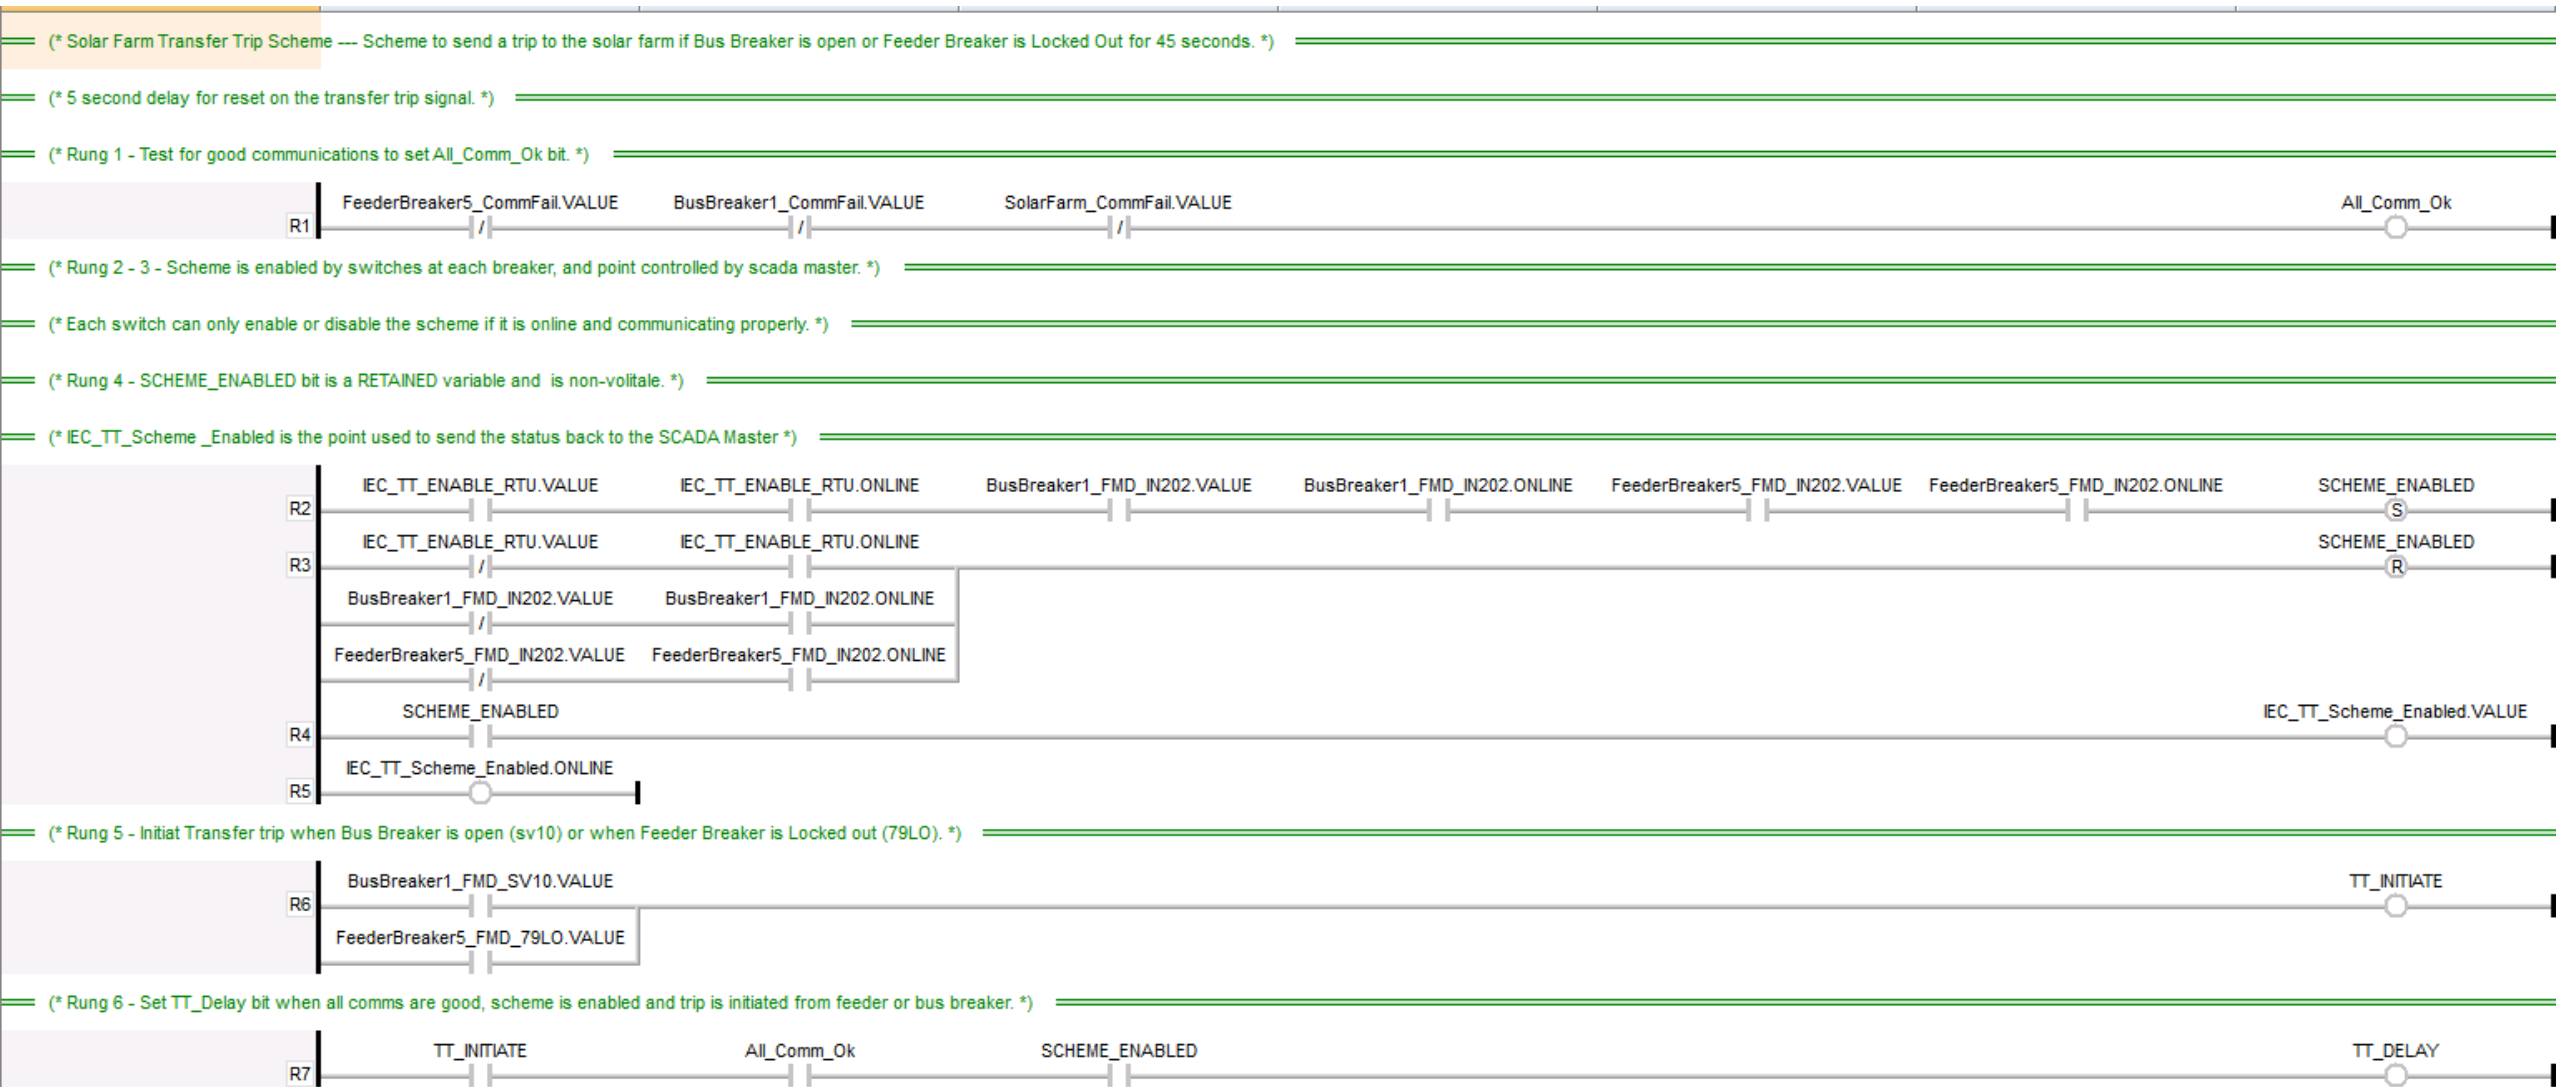 (* Solar Farm Transfer Trip Scheme --- Scheme to send a trip to the solar farm if Bus Breaker is open or Feeder Breaker is Locked Out for 45 seconds. *)
(* 5 second delay for reset on the transfer trip signal. *)
(* Rung 1 - Test for good communications to set All_Comm_Ok bit. *)
FeederBreaker5_CommFail.VALUE BusBreaker1_CommFail.VALUE SolarFarm_CommFail.VALUE All_Comm_Ok
R1 / / /
(* Rung 2 - 3 - Scheme is enabled by switches at each breaker, and point controlled by scada master. *)
(* Each switch can only enable or disable the scheme if it is online and communicating properly. *)
(* Rung 4 - SCHEME_ENABLED bit is a RETAINED variable and is non-volitale. *)
(* IEC_TT_Scheme _Enabled is the point used to send the status back to the SCADA Master *)
IEC_TT_ENABLE_RTU.VALUE IEC_TT_ENABLE_RTU.ONLINE BusBreaker1_FMD_IN202.VALUE BusBreaker1_FMD_IN202.ONLINE FeederBreaker5_FMD_IN202.VALUE FeederBreaker5_FMD_IN202.ONLINE SCHEME_ENABLED
R2 S
IEC_TT_ENABLE_RTU.VALUE IEC_TT_ENABLE_RTU.ONLINE SCHEME_ENABLED
R3 / R
BusBreaker1_FMD_IN202.VALUE BusBreaker1_FMD_IN202.ONLINE
/
FeederBreaker5_FMD_IN202.VALUE FeederBreaker5_FMD_IN202.ONLINE
/
SCHEME_ENABLED IEC_TT_Scheme_Enabled.VALUE
R4
IEC_TT_Scheme_Enabled.ONLINE
R5
(* Rung 5 - Initiat Transfer trip when Bus Breaker is open (sv10) or when Feeder Breaker is Locked out (79LO). *)
BusBreaker1_FMD_SV10.VALUE TT_INITIATE
R6
FeederBreaker5_FMD_79LO.VALUE
(* Rung 6 - Set TT_Delay bit when all comms are good, scheme is enabled and trip is initiated from feeder or bus breaker. *)
TT_INITIATE All_Comm_Ok SCHEME_ENABLED TT_DELAY
R7